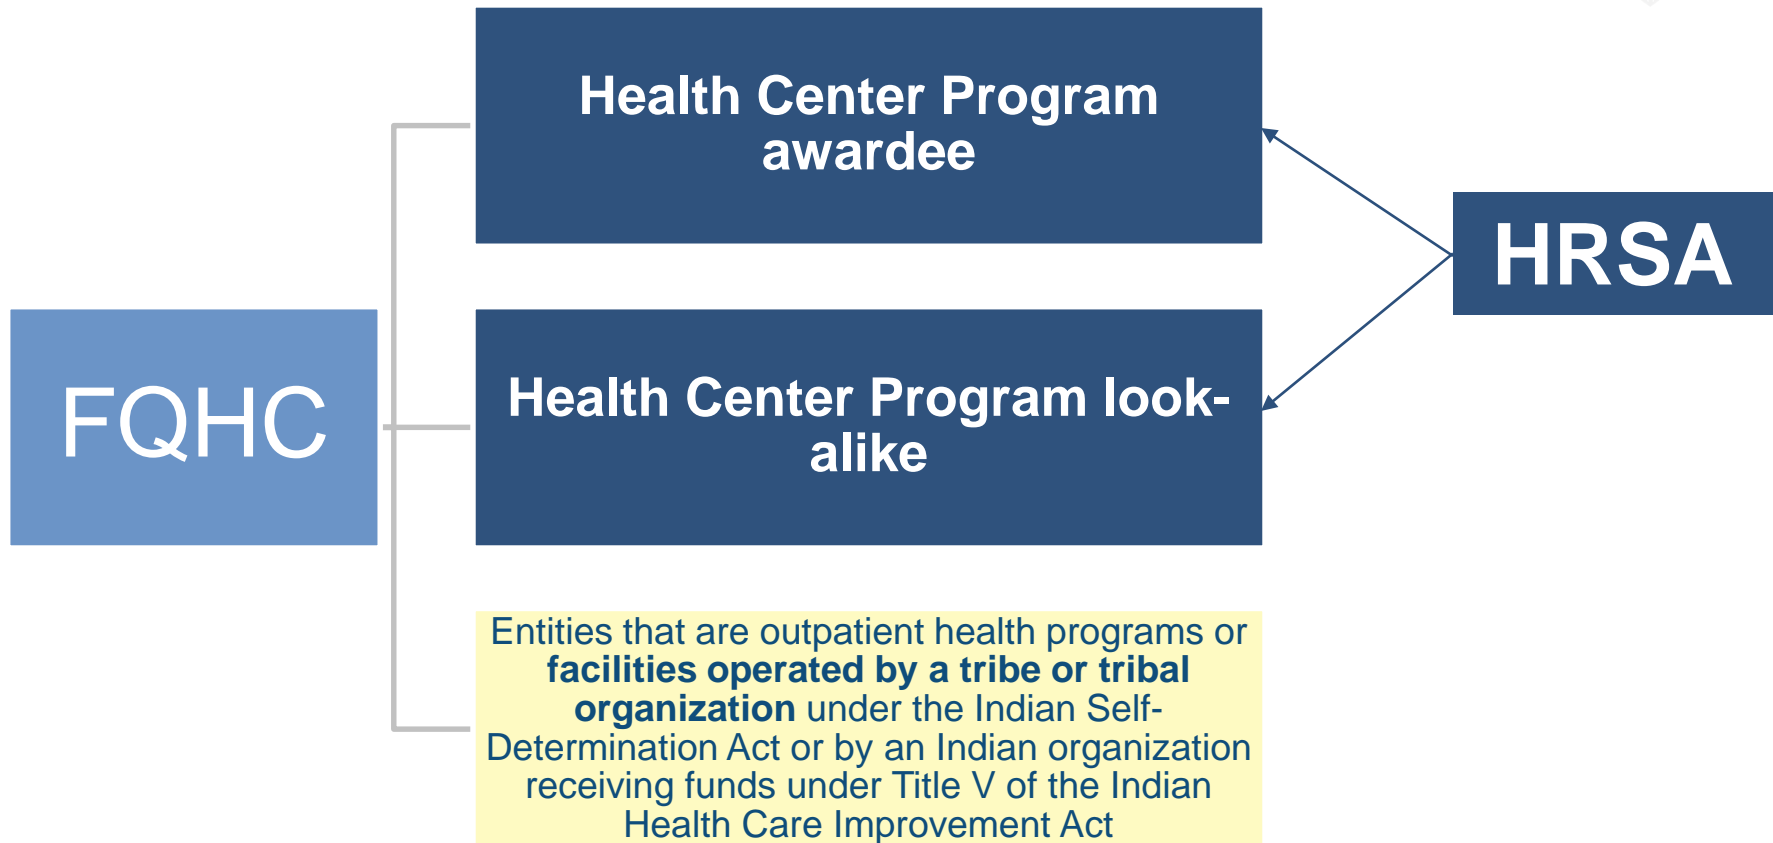 Health Center Program
awardee
HRSA
FQHC
Health Center Program look-
alike
Entities that are outpatient health programs or
facilities operated by a tribe or tribal
organization under the Indian Self-
Determination Act or by an Indian organization
receiving funds under Title V of the Indian
Health Care Improvement Act